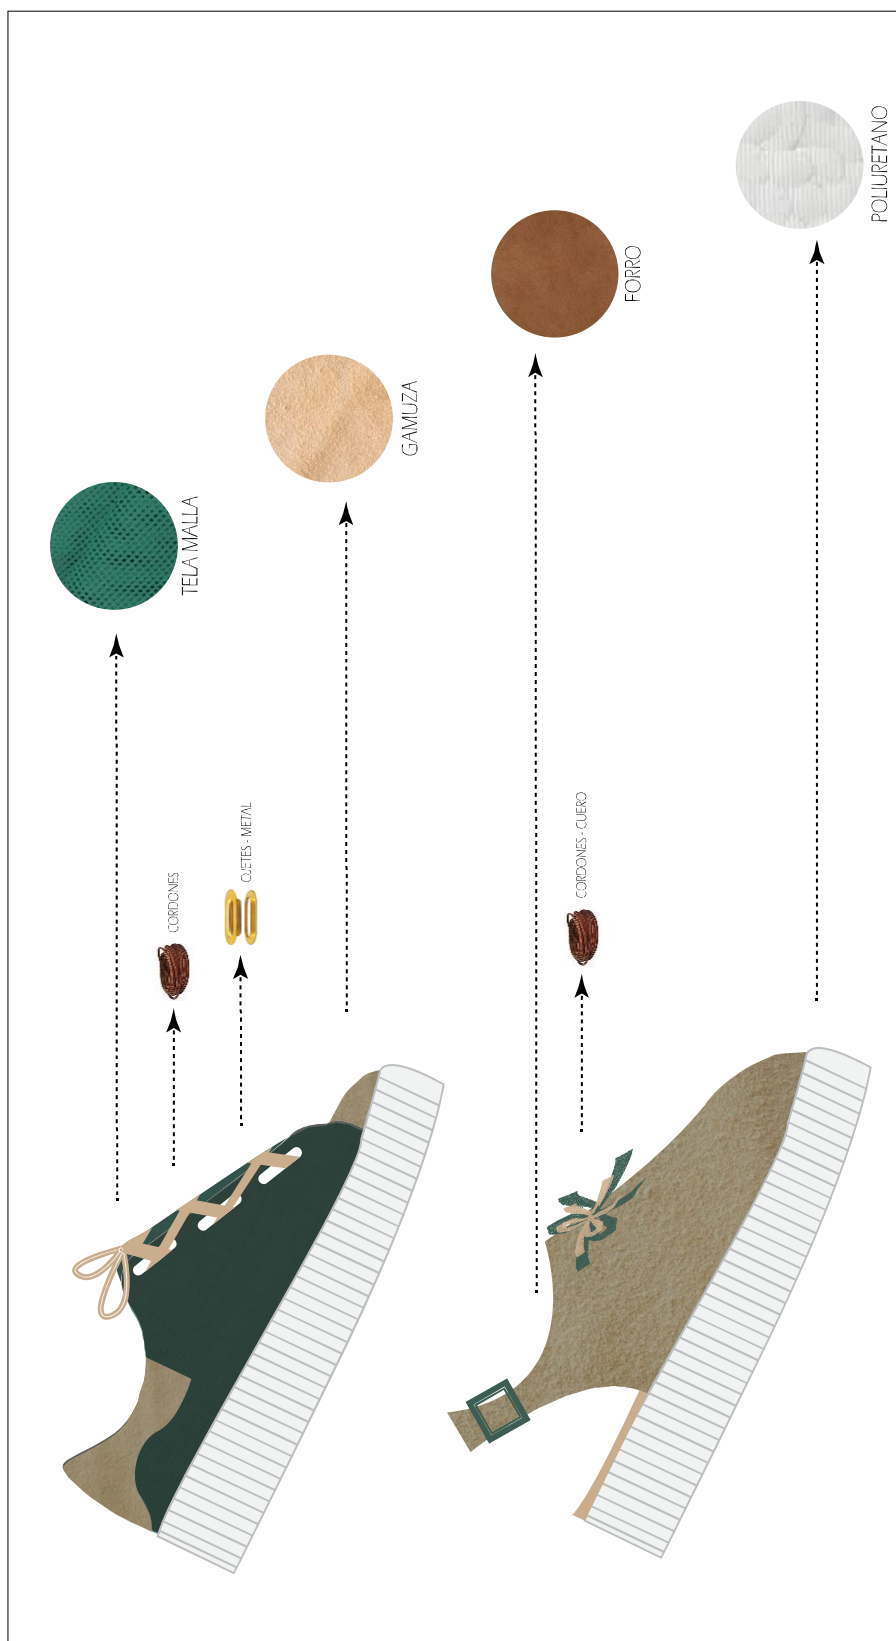 TELA MALLA
CORDONES
OJETES - METAL
GAMUZA
CORDONES - CUERO
FORRO
POLIURETANO